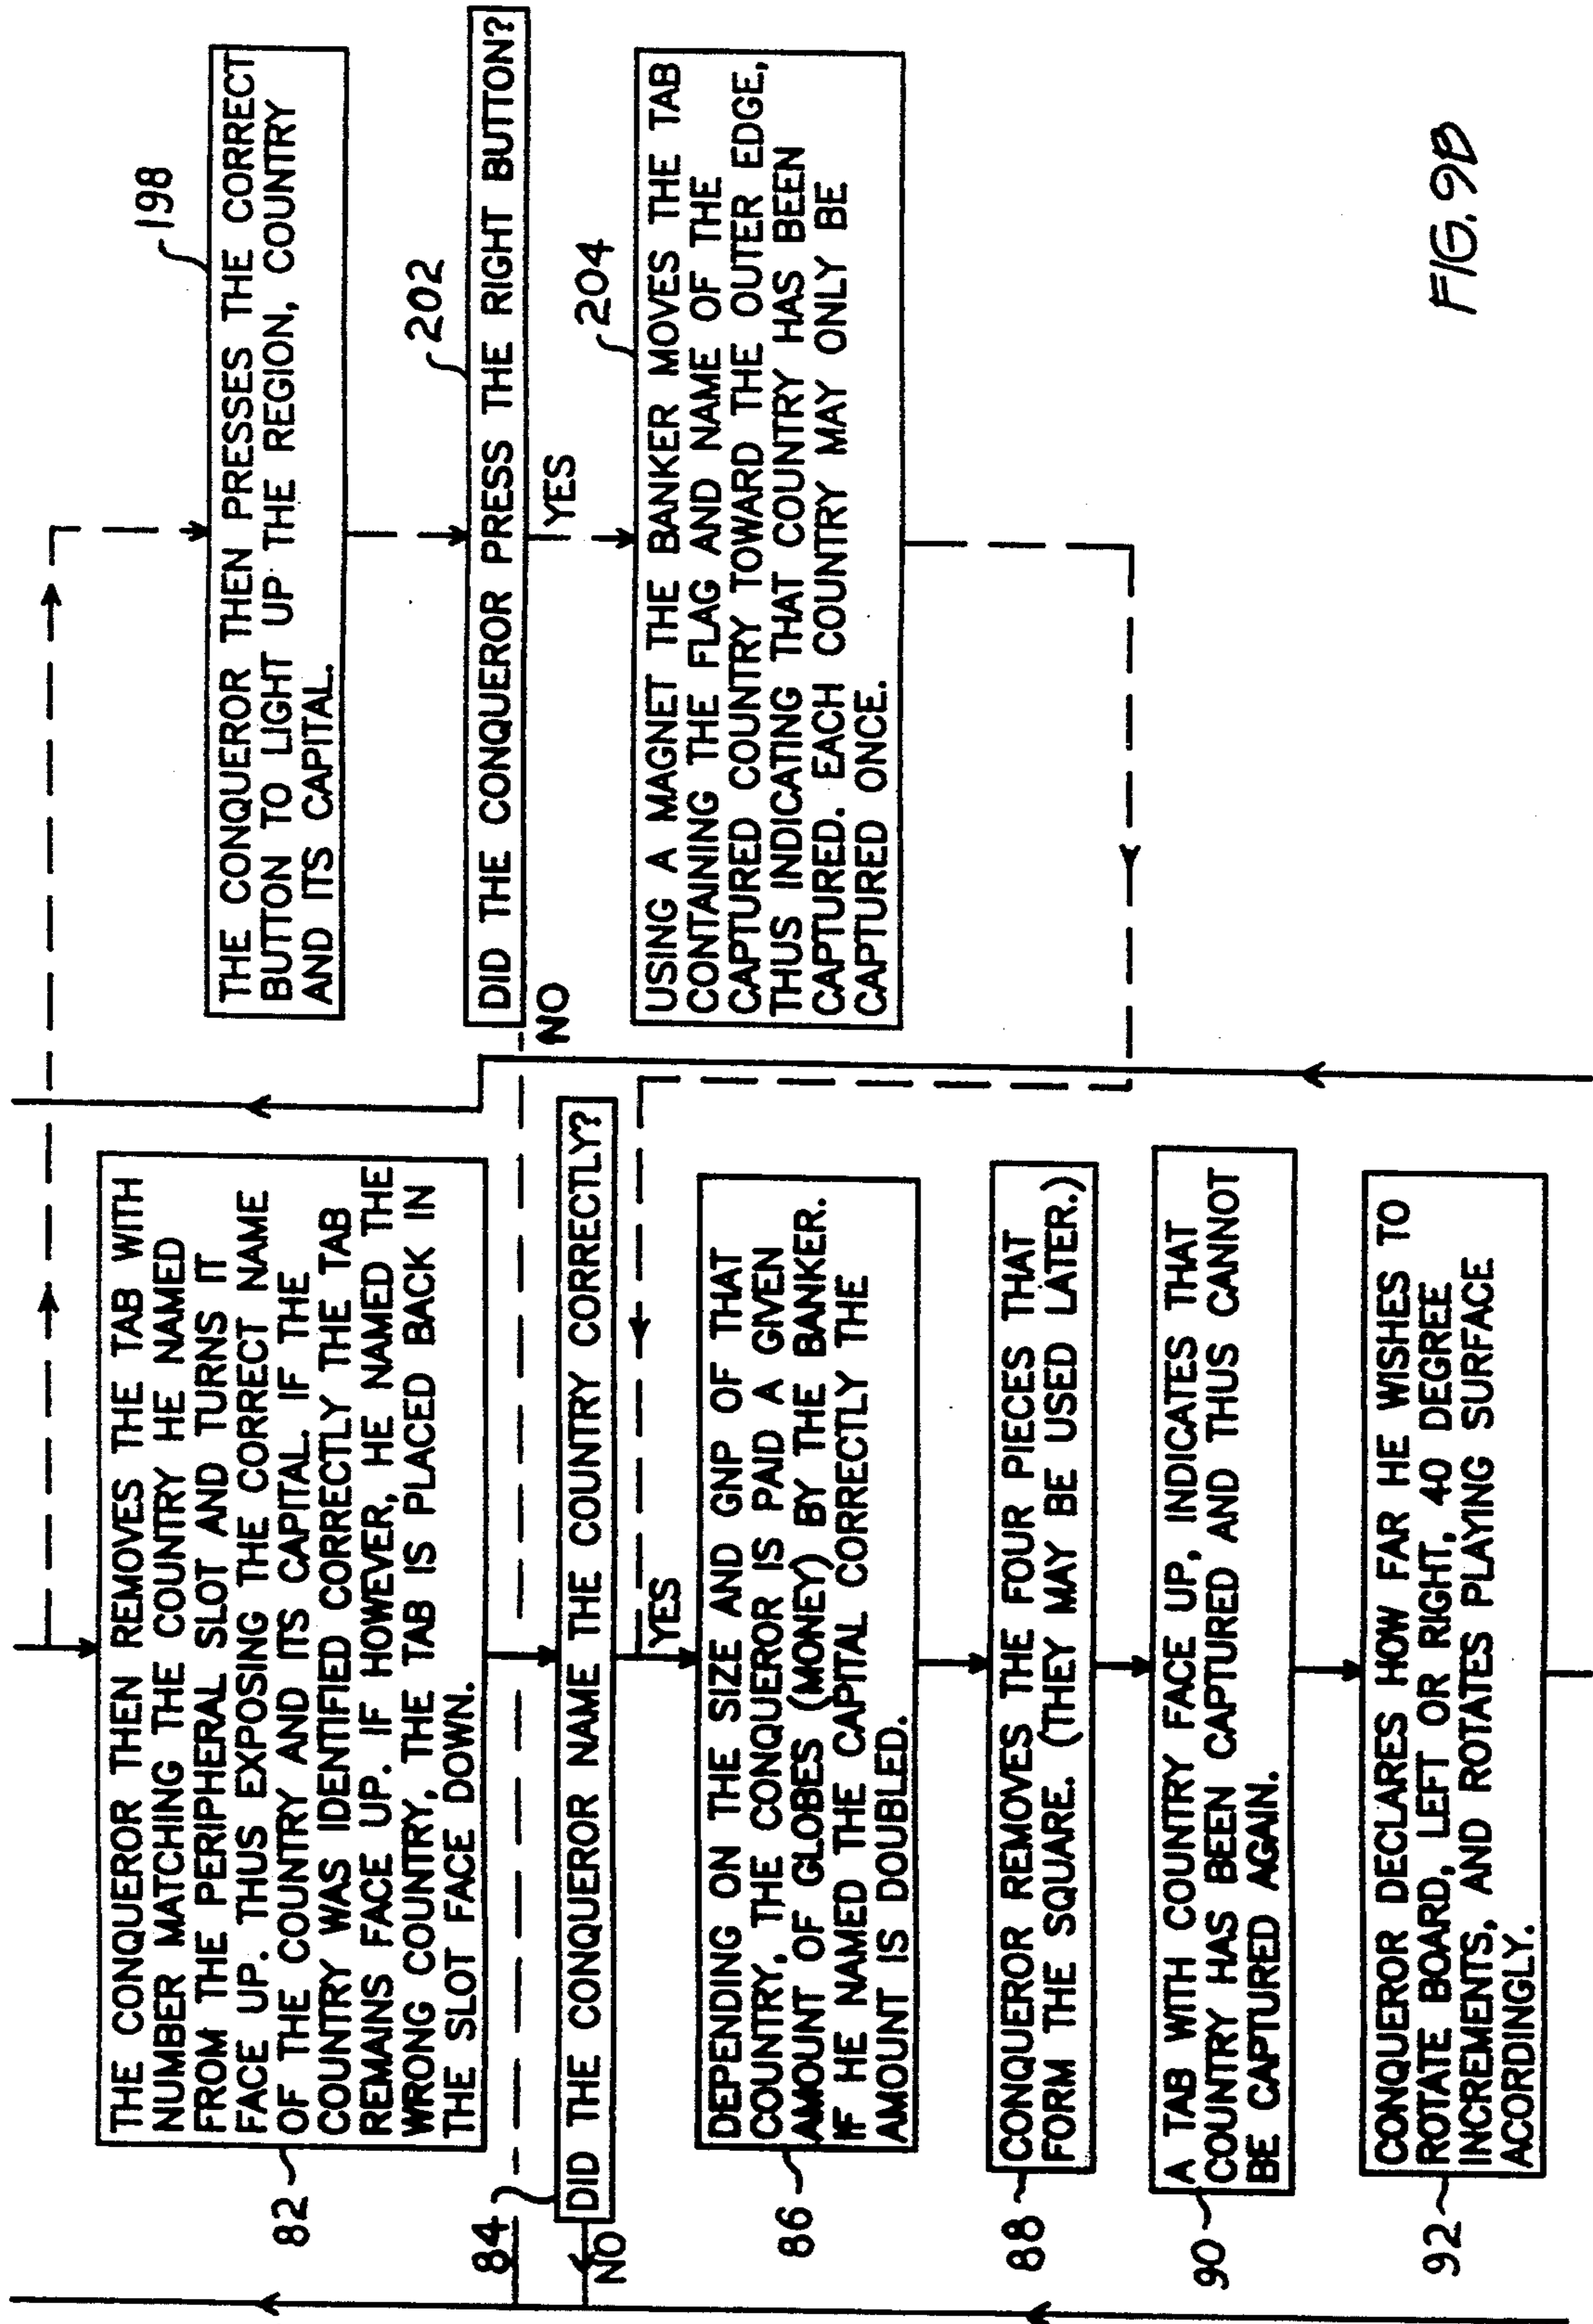 THE CONQUEROR THEN REMOVES THE TAB WITH
NUMBER MATCHING THE COUNTRY HE NAMED
FROM THE PERIPHERAL SLOT AND TURNS IT
FACE UP. THUS EXPOSING THE CORRECT NAME
OF THE COUNTRY AND ITS CAPITAL. IF THE
COUNTRY WAS IDENTIFIED CORRECTLY THE TAB
REMAINS FACE UP. IF HOWEVER, HE NAMED THE
WRONG COUNTRY, THE TAB IS PLACED BACK IN
THE SLOT FACE DOWN.
82
84
DID THE CONQUEROR NAME THE COUNTRY CORRECTLY?
NO
YES
DEPENDING ON THE SIZE AND GNP OF THAT
COUNTRY, THE CONQUEROR IS PAID A GIVEN
AMOUNT OF GLOBES (MONEY) BY THE BANKER.
IF HE NAMED THE CAPITAL CORRECTLY THE
AMOUNT IS DOUBLED.
86
CONQUEROR REMOVES THE FOUR PIECES THAT
FORM THE SQUARE. (THEY MAY BE USED LATER.)
88
A TAB WITH COUNTRY FACE UP, INDICATES THAT
COUNTRY HAS BEEN CAPTURED AND THUS CANNOT
BE CAPTURED AGAIN.
90
CONQUEROR DECLARES HOW FAR HE WISHES TO
ROTATE BOARD, LEFT OR RIGHT, 40 DEGREE
INCREMENTS, AND ROTATES PLAYING SURFACE
ACORDINGLY.
92
THE CONQUEROR THEN PRESSES THE CORRECT
BUTTON TO LIGHT UP THE REGION, COUNTRY
AND ITS CAPITAL.
198
202
DID THE CONQUEROR PRESS THE RIGHT BUTTON?
NO
YES
204
USING A MAGNET THE BANKER MOVES THE TAB
CONTAINING THE FLAG AND NAME OF THE
CAPTURED COUNTRY TOWARD THE OUTER EDGE,
THUS INDICATING THAT COUNTRY HAS BEEN
CAPTURED. EACH COUNTRY MAY ONLY BE
CAPTURED ONCE.
FIG. 9B